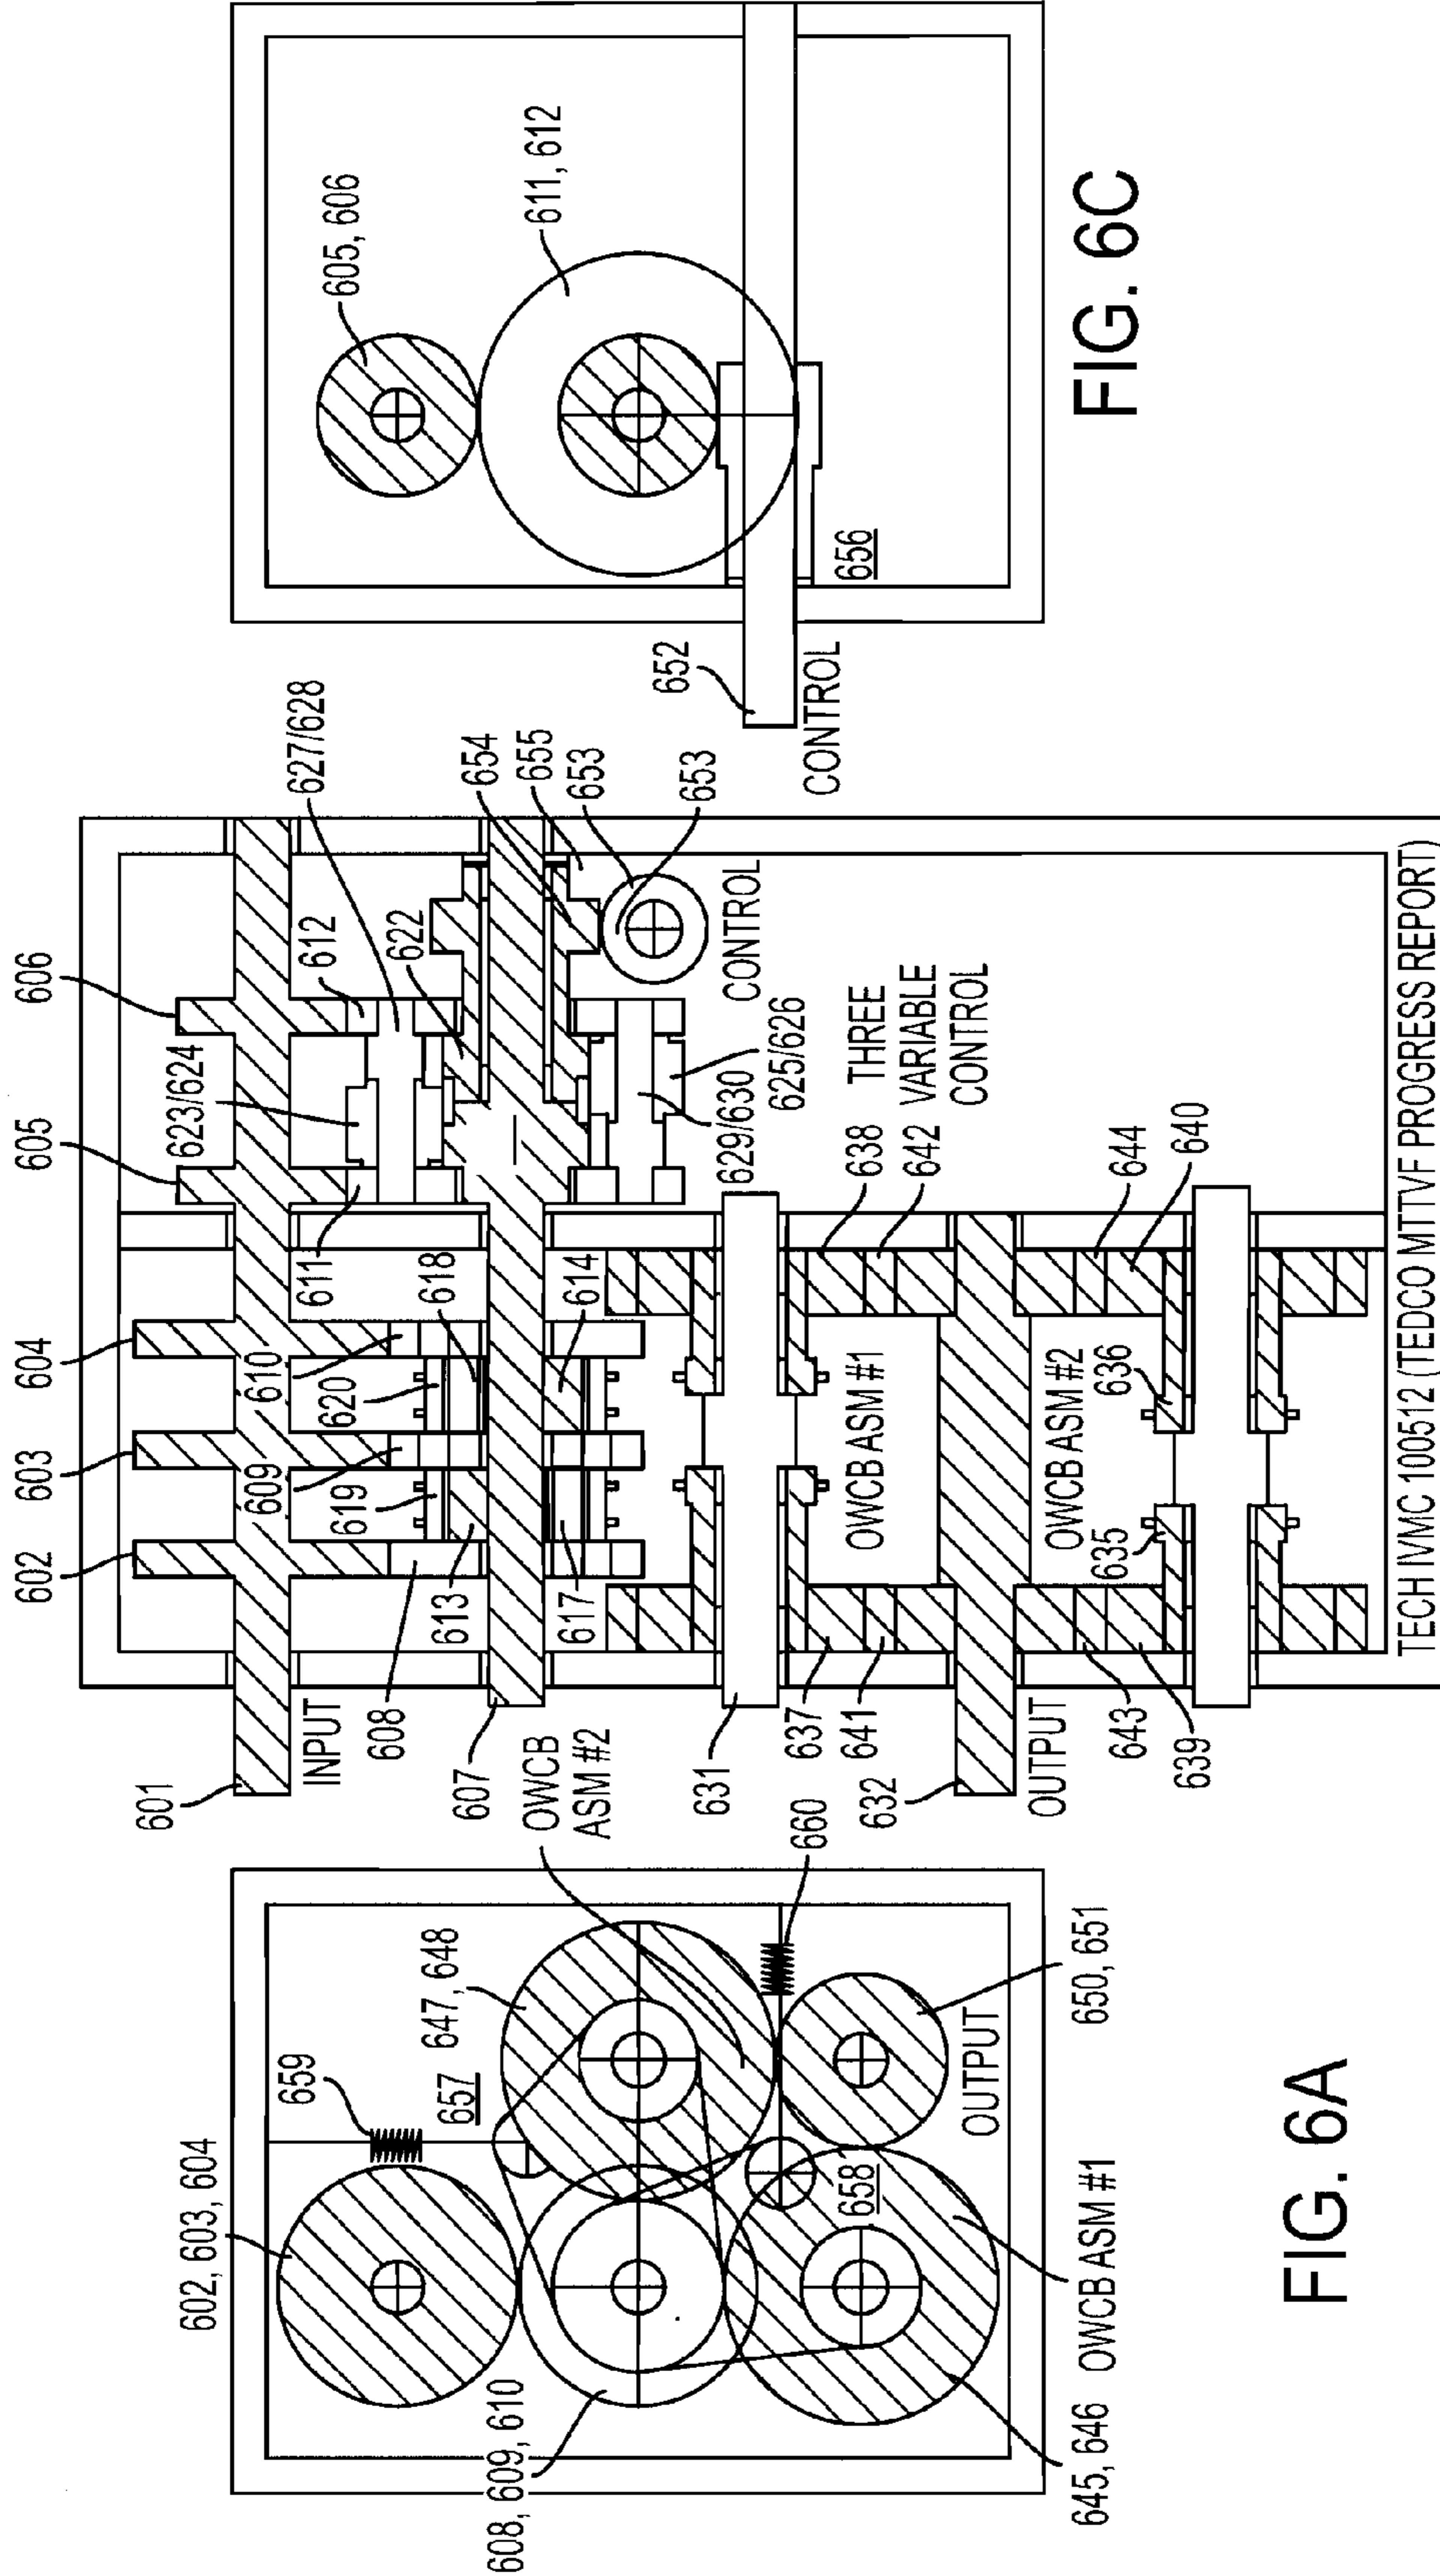 602, 603, 604
659
657
647, 648
608, 609, 610
658
660
OWCB
ASM #2
645, 646
OWCB ASM #1
650, 651
OUTPUT
FIG. 6A
601
INPUT
602
603
604
605
606
608
607
609
610
611
612
613
614
617
618
619
620
622
623/624
625/626
627/628
629/630
654
655
653
653
CONTROL
THREE
VARIABLE
CONTROL
631
632
OUTPUT
637
641
643
639
638
642
644
640
OWCB ASM #1
OWCB ASM #2
635
636
TECH IVMC 100512 (TEDCO MTTVF PROGRESS REPORT)
605, 606
611, 612
652
CONTROL
656
FIG. 6C